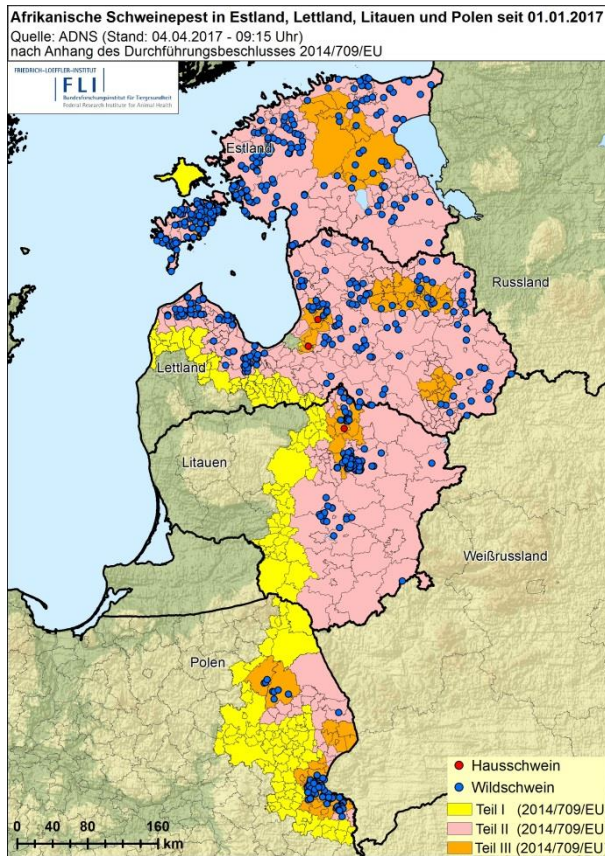 Afrikanische Schweinepest in Estland, Lettland, Litauen und Polen seit 01.01.2017
Quelle: ADNS (Stand: 04.04.2017 - 09:15 Uhr)
nach Anhang des Durchführungsbeschlusses 2014/709/EU
FRIEDRICH-LOEFFLER-INSTITUT
FLI
Bundesforschungsinstitut für Tiergesundheit
Federal Research Institute for Animal Health
Estland
Russland
Lettland
Litauen
Weißrussland
Polen
Hausschwein
Wildschwein
Teil I (2014/709/EU
Teil II (2014/709/EU
Teil III (2014/709/EU
0 40 80 160
km